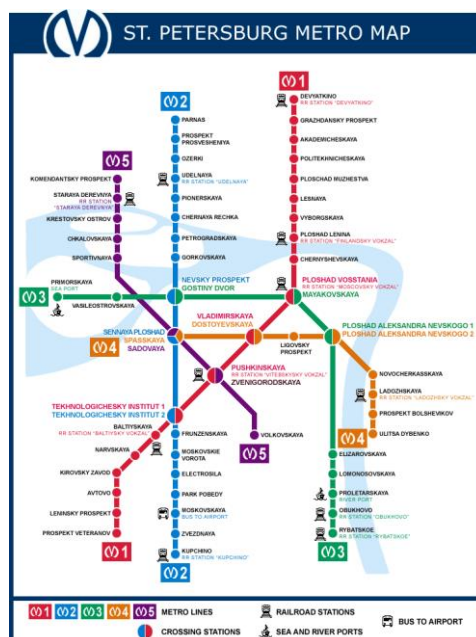 ST. PETERSBURG METRO MAP
1
DEVYATKINO
RR STATION "DEVYATKINO"
GRAZHDANSKY PROSPEKT
AKADEMICHESKAYA
POLITEKHNICHESKAYA
PLOSCHAD MUZHESTVA
LESNAYA
VYBORGSKAYA
PLOSHAD LENINA
RR STATION "FINLANDSKY VOKZAL"
CHERNYSHEVSKAYA
PLOSHAD VOSSTANIA
RR STATION "MOSCOVSKY VOKZAL"
MAYAKOVSKAYA
2
PARNAS
PROSPEKT
PROSVESHENIYA
OZERKI
UDELNAYA
RR STATION "UDELNAYA"
PIONERSKAYA
CHERNAYA RECHKA
PETROGRADSKAYA
GORKOVSKAYA
NEVSKY PROSPEKT
GOSTINY DVOR
5
KOMENDANTSKY PROSPEKT
STARAYA DEREVNYA
RR STATION
"STARAYA DEREVNYA"
KRESTOVSKY OSTROV
CHKALOVSKAYA
SPORTIVNAYA
3
PRIMORSKAYA
SEA PORT
VASILEOSTROVSKAYA
4
SENNAYA PLOSHAD
SPASSKAYA
SADOVAYA
VLADIMIRSKAYA
DOSTOYEVSKAYA
LIGOVSKY
PROSPEKT
PLOSHAD ALEKSANDRA NEVSKOGO 1
PLOSHAD ALEKSANDRA NEVSKOGO 2
PUSHKINSKAYA
RR STATION "VITEBSKY VOKZAL"
ZVENIGORODSKAYA
NOVOCHERKASSKAYA
LADOZHSKAYA
RR STATION "LADOZHSKY VOKZAL"
PROSPEKT BOLSHEVIKOV
ULITSA DYBENKO
4
TEKHNOLOGICHESKY INSTITUT 1
TEKHNOLOGICHESKY INSTITUT 2
BALTIYSKAYA
RR STATION "BALTIYSKY VOKZAL"
NARVSKAYA
KIROVSKY ZAVOD
AVTOVO
LENINSKY PROSPEKT
PROSPEKT VETERANOV
1
FRUNZENSKAYA
MOSKOVSKIE
VOROTA
ELECTROSILA
PARK POBEDY
MOSKOVSKAYA
BUS TO AIRPORT
ZVEZDNAYA
KUPCHINO
RR STATION "KUPCHINO"
2
VOLKOVSKAYA
5
ELIZAROVSKAYA
LOMONOSOVSKAYA
PROLETARSKAYA
RIVER PORT
OBUKHOVO
RR STATION "OBUKHOVO"
RYBATSKOE
RR STATION "RYBATSKOE"
3
1 2 3 4 5 METRO LINES
CROSSING STATIONS
RAILROAD STATIONS
SEA AND RIVER PORTS
BUS TO AIRPORT